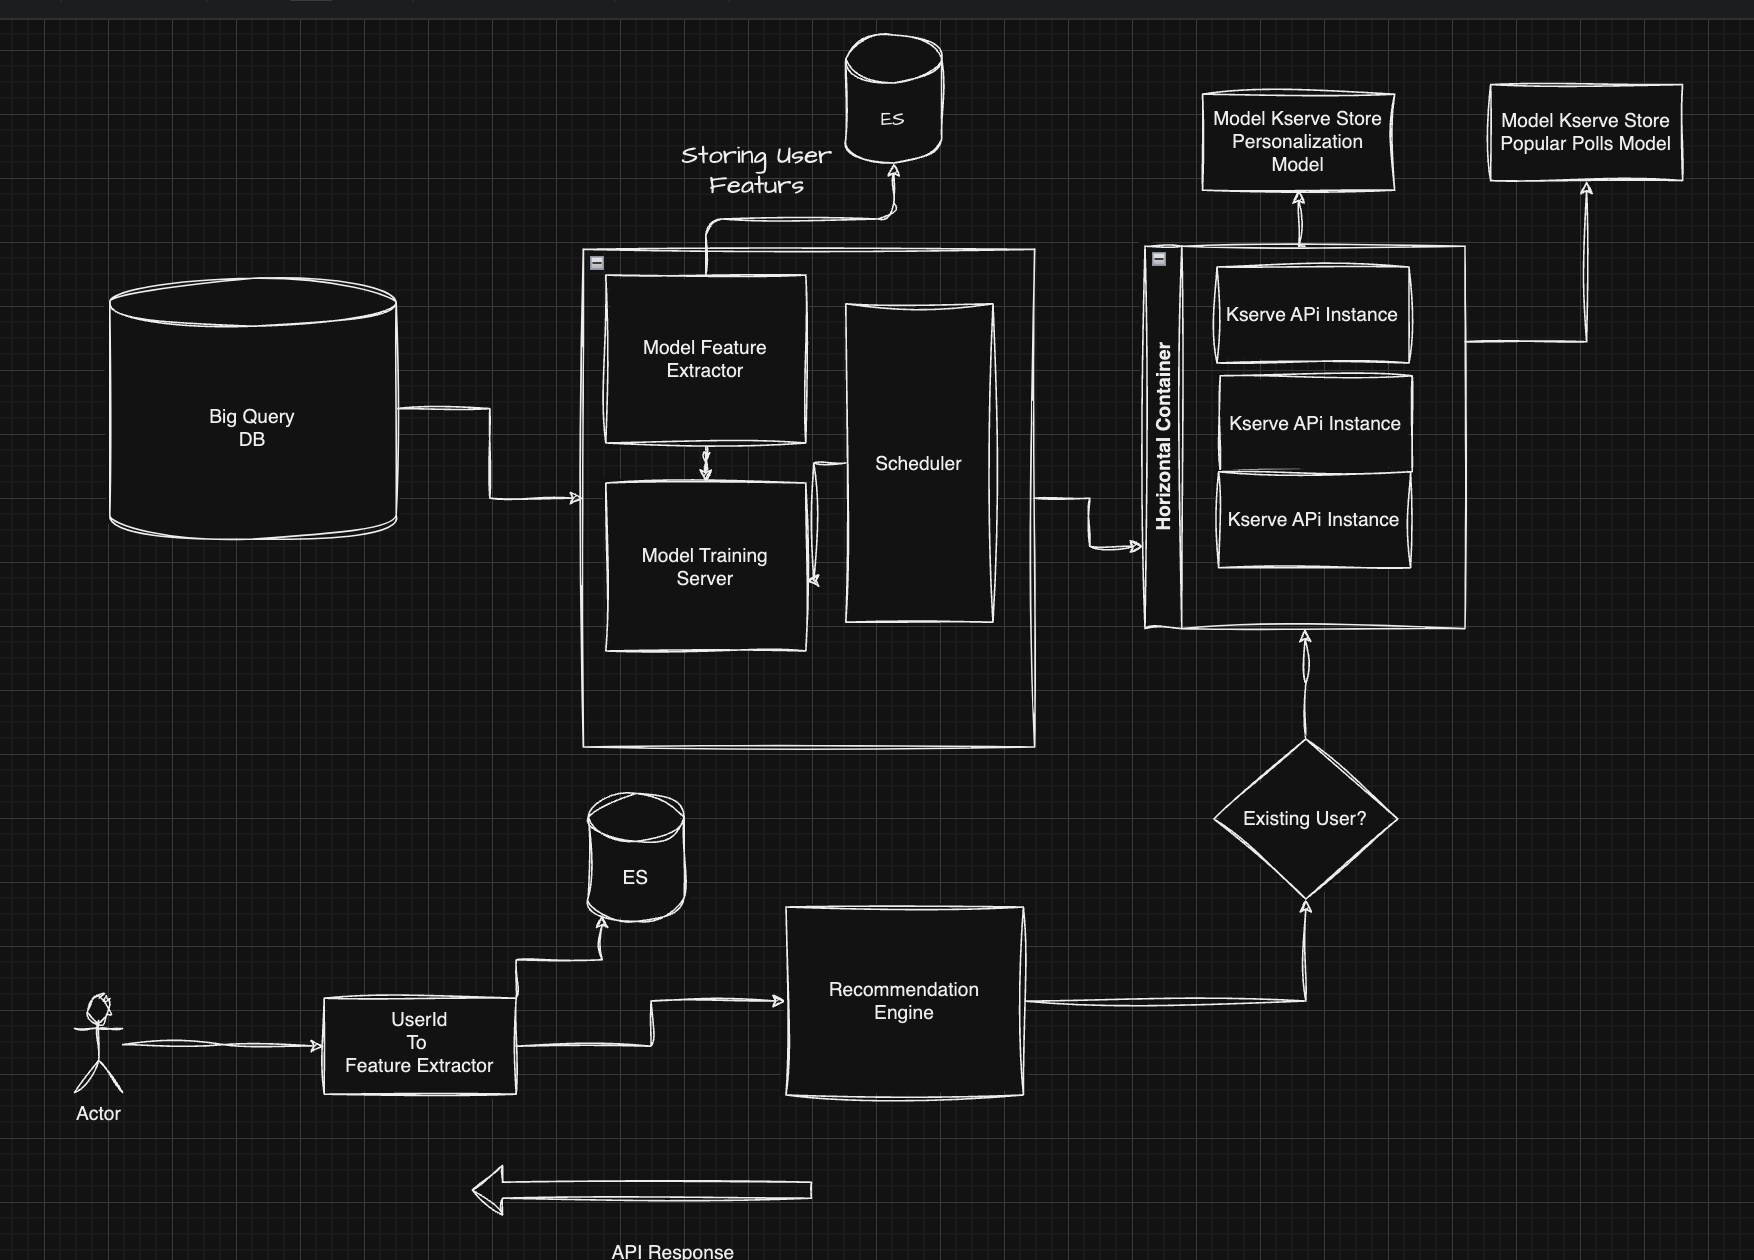 ES
Storing User
Featurs
Model Kserve Store
Personalization
Model
Model Kserve Store
Popular Polls Model
Big Query
DB
Model Feature
Extractor
Scheduler
Model Training
Server
Horizontal Container
Kserve APi Instance
Kserve APi Instance
Kserve APi Instance
Existing User?
ES
Recommendation
Engine
UserId
To
Feature Extractor
Actor
API Response